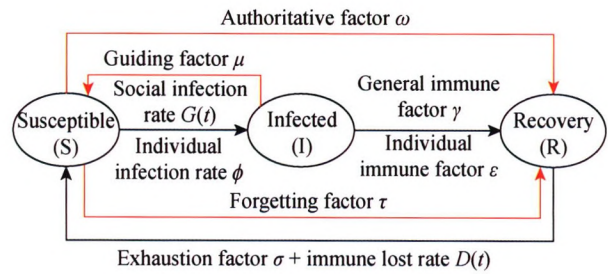 Authoritative factor ω
Guiding factor μ
Social infection
rate G(t)
General immune
factor γ
Susceptible
(S)
Infected
(I)
Recovery
(R)
Individual
infection rate ϕ
Individual
immune factor ε
Forgetting factor τ
Exhaustion factor σ + immune lost rate D(t)